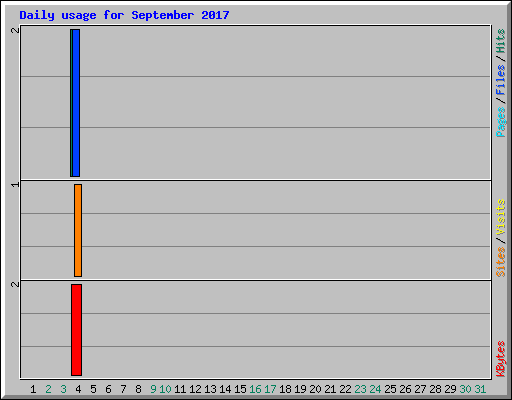 Daily usage for September 2017
2
Pages/Files/Hits
1
Sites/Visits
2
KBytes
1 2 3 4 5 6 7 8 9 10 11 12 13 14 15 16 17 18 19 20 21 22 23 24 25 26 27 28 29 30 31